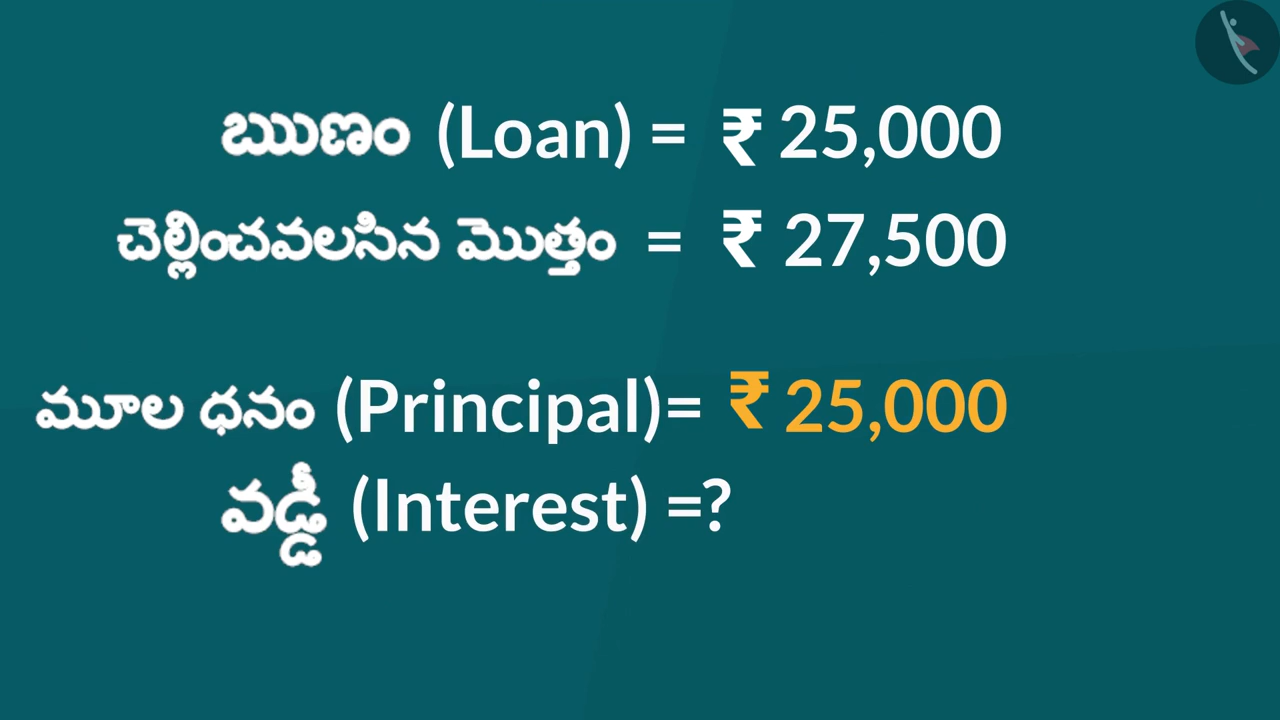 ఋణం (Loan) = ₹ 25,000
చెల్లించవలసిన మొత్తం = ₹ 27,500
మూల ధనం (Principal)= ₹ 25,000
వడ్డీ (Interest) =?